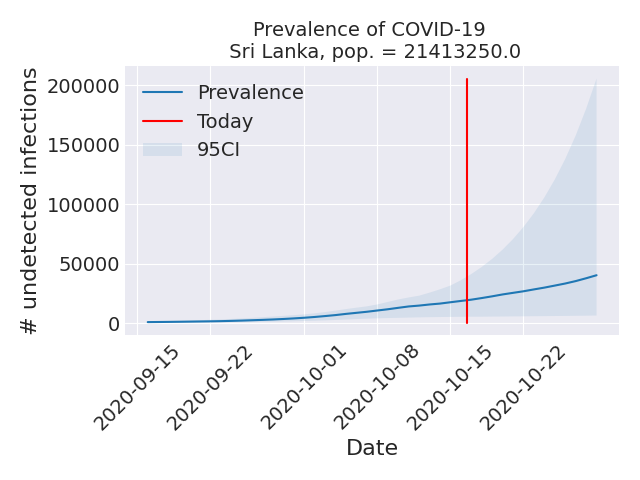 Prevalence of COVID-19
Sri Lanka, pop. = 21413250.0
# undetected infections
200000
150000
100000
50000
0
Prevalence
Today
95CI
2020-09-15
2020-09-22
2020-10-01
2020-10-08
2020-10-15
2020-10-22
Date